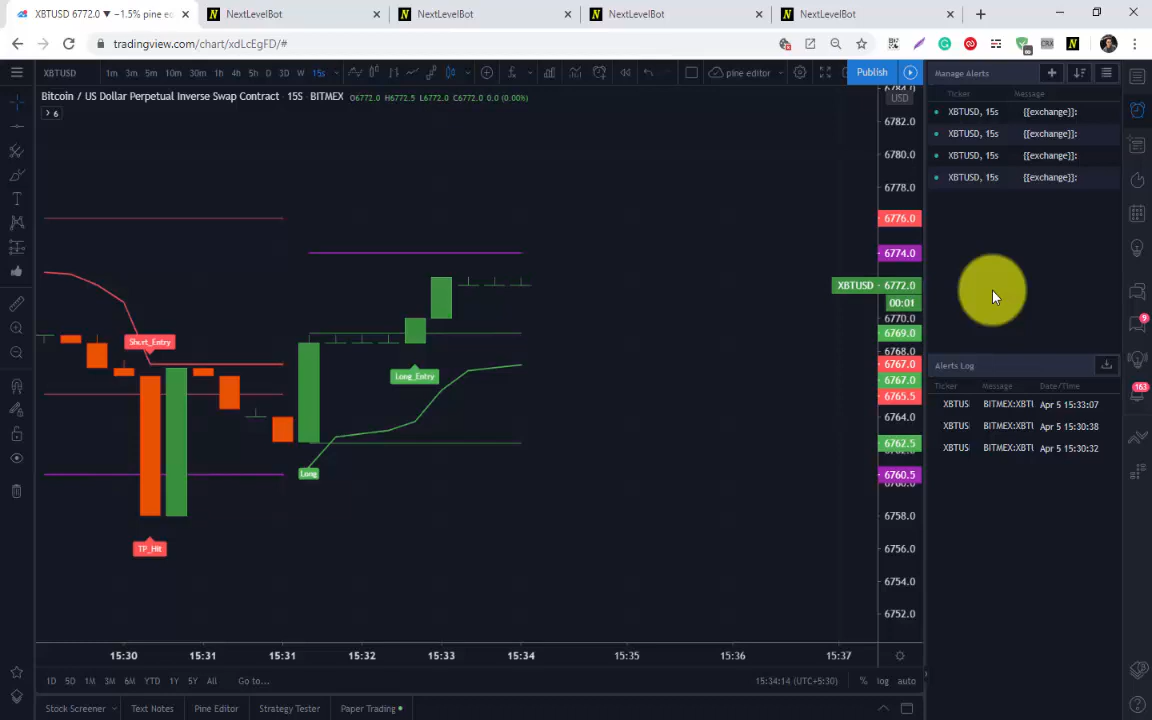 XBTUSD 6772.0 ▼ −1.5% pine e
NextLevelBot
NextLevelBot
NextLevelBot
NextLevelBot
tradingview.com/chart/xdLcEgFD/#
XBTUSD
1m 3m 5m 10m 30m 1h 4h 5h D 3D W 15s
pine editor
Publish
Manage Alerts
Bitcoin / US Dollar Perpetual Inverse Swap Contract · 15S · BITMEX O6772.0 H6772.5 L6772.0 C6772.0 0.0 (0.00%)
6
USD
Ticker Message
XBTUSD, 15s {{exchange}}:
XBTUSD, 15s {{exchange}}:
XBTUSD, 15s {{exchange}}:
XBTUSD, 15s {{exchange}}:
6784.0
6782.0
6780.0
6778.0
6776.0
6774.0
XBTUSD · 6772.0
00:01
6770.0
6769.0
6768.0
6767.0
6767.0
6765.5
6764.0
6762.5
6760.5
6758.0
6756.0
6754.0
6752.0
Short_Entry
Long_Entry
Long
TP_Hit
Alerts Log
Ticker Message Date/Time
XBTUS BITMEX:XBTU Apr 5 15:33:07
XBTUS BITMEX:XBTU Apr 5 15:30:38
XBTUS BITMEX:XBTU Apr 5 15:30:32
9
163
15:30 15:31 15:31 15:32 15:33 15:34 15:35 15:36 15:37
1D 5D 1M 3M 6M YTD 1Y 5Y All Go to...
15:34:14 (UTC+5:30) % log auto
Stock Screener Text Notes Pine Editor Strategy Tester Paper Trading